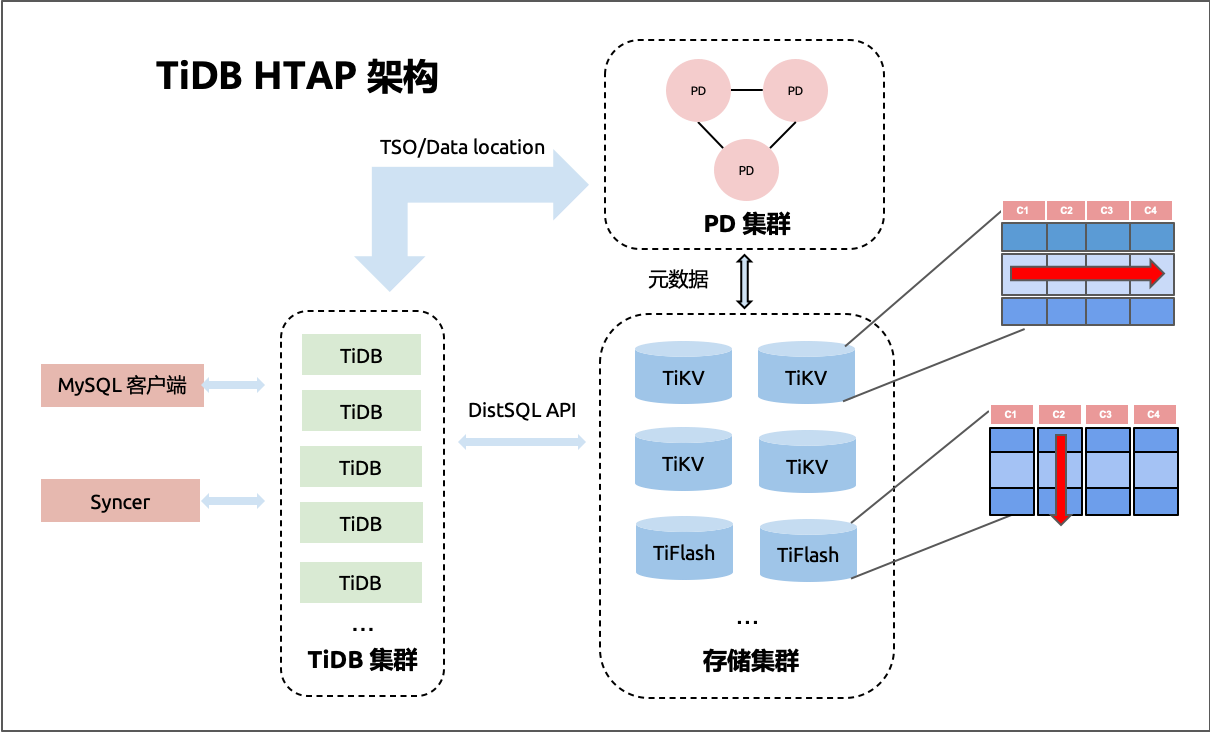 TiDB HTAP 架构
TSO/Data location
PD
PD
PD
PD 集群
元数据
MySQL 客户端
Syncer
TiDB
TiDB
TiDB
TiDB
TiDB
...
TiDB 集群
DistSQL API
TiKV
TiKV
TiKV
TiKV
TiFlash
TiFlash
...
存储集群
C1 C2 C3 C4
C1 C2 C3 C4